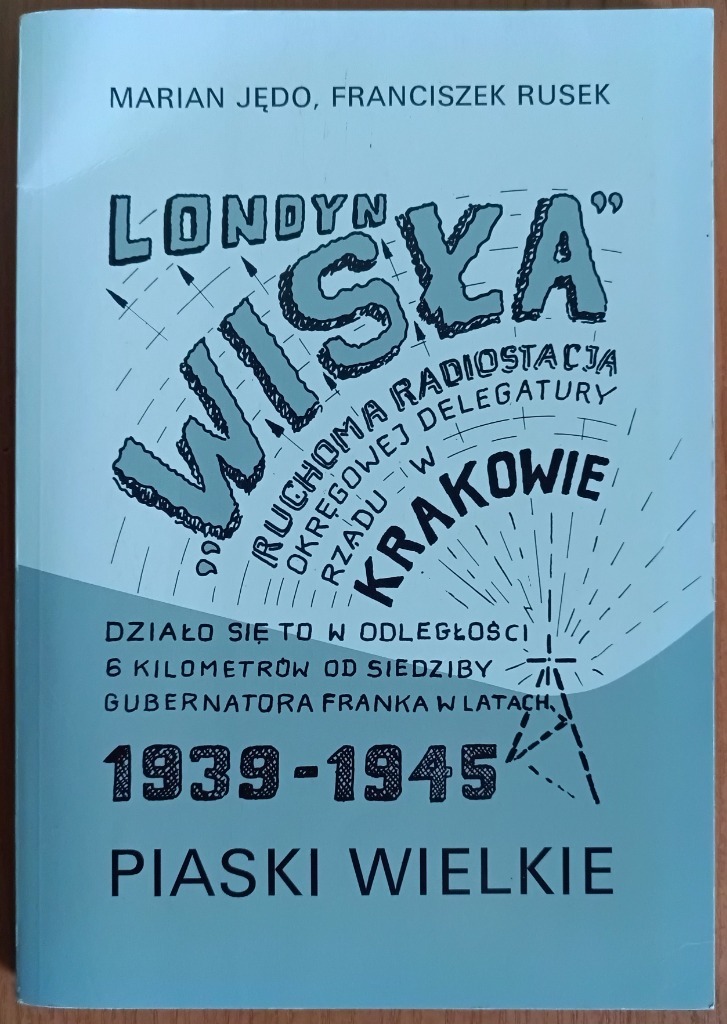 MARIAN JĘDO, FRANCISZEK RUSEK
LONDYN
„WISŁA”
RUCHOMA RADIOSTACJA
OKRĘGOWEJ DELEGATURY
RZĄDU W
KRAKOWIE
DZIAŁO SIĘ TO W ODLEGŁOŚCI
6 KILOMETRÓW OD SIEDZIBY
GUBERNATORA FRANKA W LATACH
1939-1945
PIASKI WIELKIE